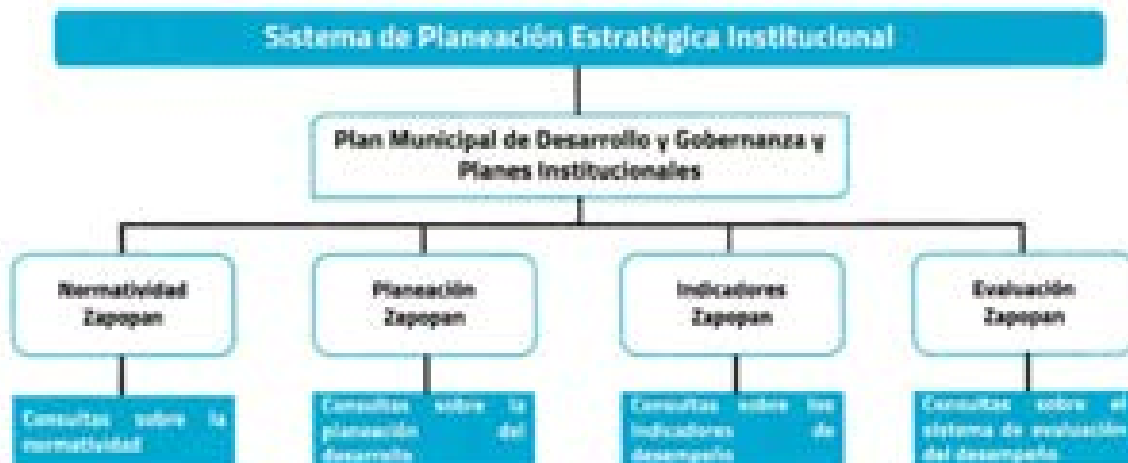 Sistema de Planeación Estratégica Institucional
Plan Municipal de Desarrollo y Gobernanza y
Planes Institucionales
Normatividad
Zapopan
Planeación
Zapopan
Indicadores
Zapopan
Evaluación
Zapopan
Consultas sobre la
normatividad
Consultas sobre la
planeación del
desarrollo
Consultas sobre los
indicadores de
desempeño
Consultas sobre el
sistema de evaluación
del desempeño